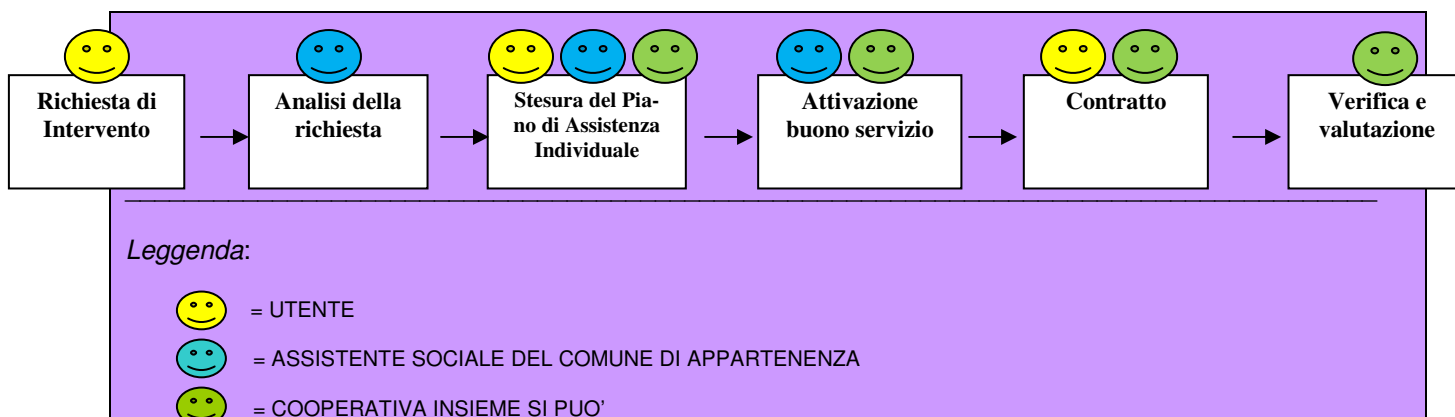 Richiesta di
Intervento
Analisi della
richiesta
Stesura del Pia-
no di Assistenza
Individuale
Attivazione
buono servizio
Contratto
Verifica e
valutazione
Leggenda:
= UTENTE
= ASSISTENTE SOCIALE DEL COMUNE DI APPARTENENZA
= COOPERATIVA INSIEME SI PUO'